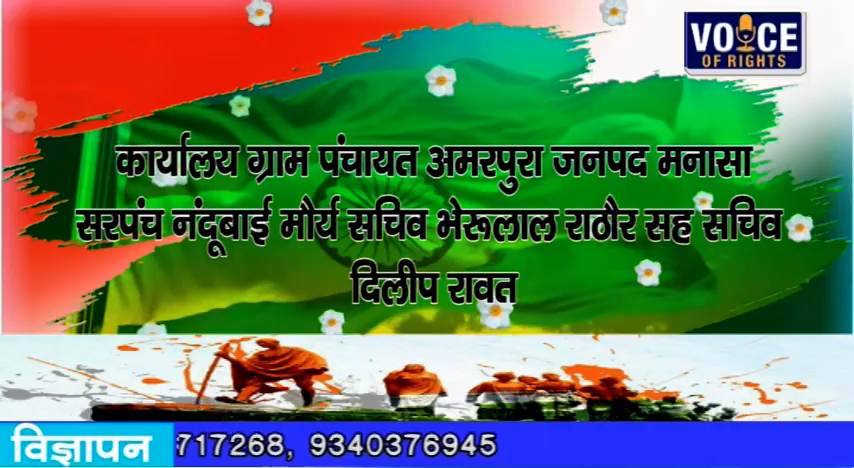 VOICE
OF RIGHTS
कार्यालय ग्राम पंचायत अमरपुरा जनपद मनासा
सरपंच नंदूबाई मौर्य सचिव भेरूलाल राठौर सह सचिव
दिलीप रावत
विज्ञापन 717268, 9340376945